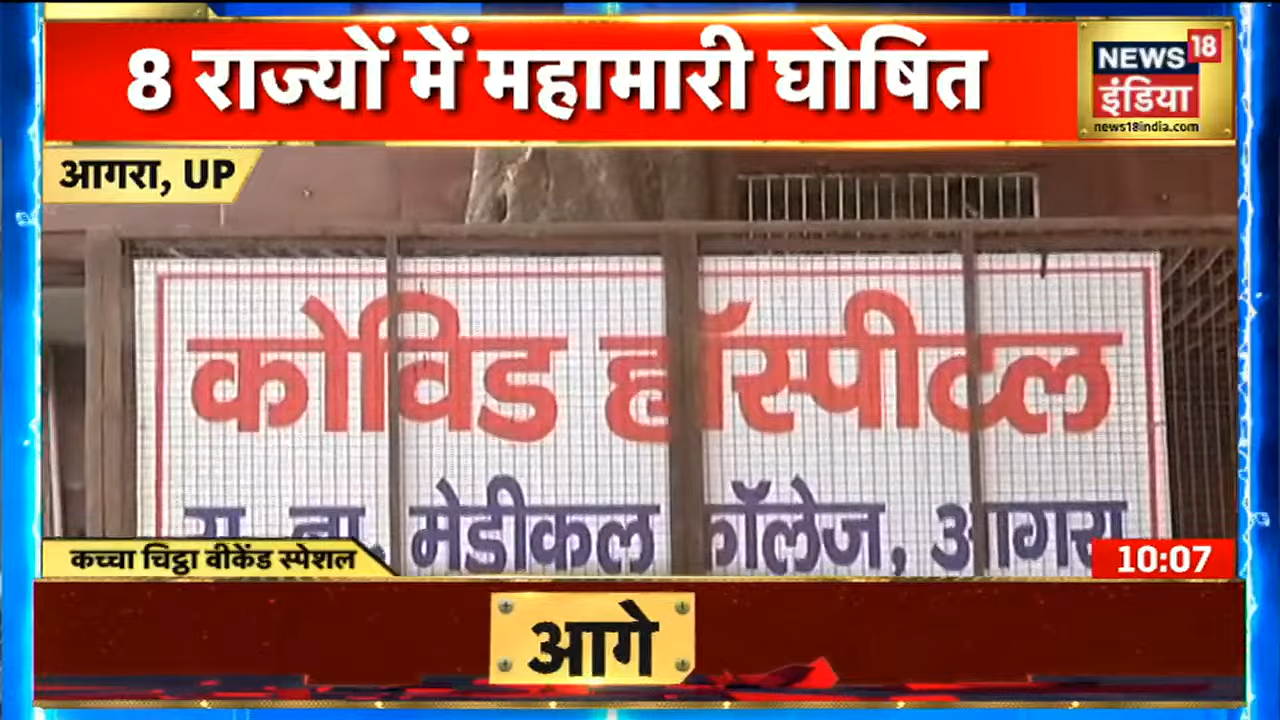 8 राज्यों में महामारी घोषित
NEWS 18
इंडिया
news18india.com
आगरा, UP
कोविड हॉस्पीटल
मेडीकल कॉलेज, आगरा
कच्चा चिट्ठा वीकेंड स्पेशल
10:07
आगे